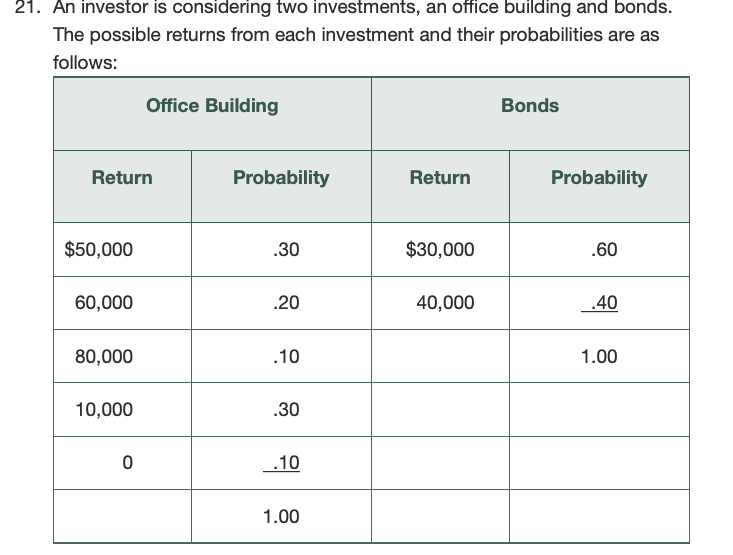 21. An investor is considering two investments, an office building and bonds.
The possible returns from each investment and their probabilities are as
follows:
Office Building Bonds
Return Probability Return Probability
$50,000 .30 $30,000 .60
60,000 .20 40,000 .40
80,000 .10 1.00
10,000 .30
0 .10
1.00